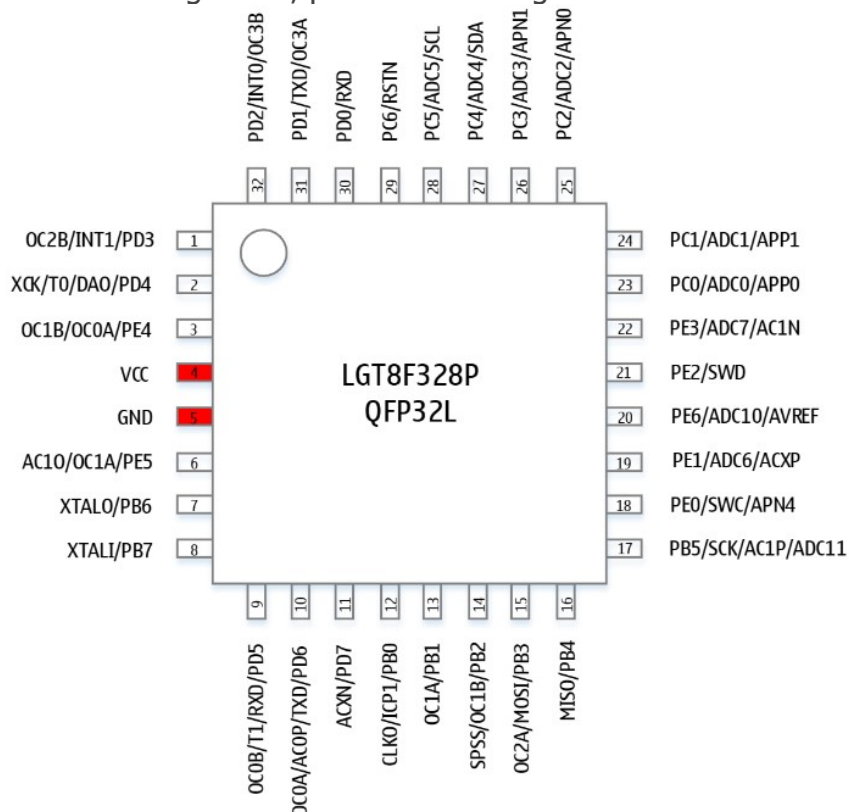 PD2/INT0/OC3B
PD1/TXD/OC3A
PD0/RXD
PC6/RSTN
PC5/ADC5/SCL
PC4/ADC4/SDA
PC3/ADC3/APN1
PC2/ADC2/APN0
32
31
30
29
28
27
26
25
OC2B/INT1/PD3
1
24
PC1/ADC1/APP1
XCK/T0/DAO/PD4
2
23
PC0/ADC0/APP0
OC1B/OC0A/PE4
3
22
PE3/ADC7/AC1N
VCC
4
LGT8F328P
21
PE2/SWD
GND
5
QFP32L
20
PE6/ADC10/AVREF
AC1O/OC1A/PE5
6
19
PE1/ADC6/ACXP
XTALO/PB6
7
18
PE0/SWC/APN4
XTALI/PB7
8
17
PB5/SCK/AC1P/ADC11
9
10
11
12
13
14
15
16
OC0B/T1/RXD/PD5
OC0A/AC0P/TXD/PD6
ACXN/PD7
CLKO/ICP1/PB0
OC1A/PB1
SPSS/OC1B/PB2
OC2A/MOSI/PB3
MISO/PB4